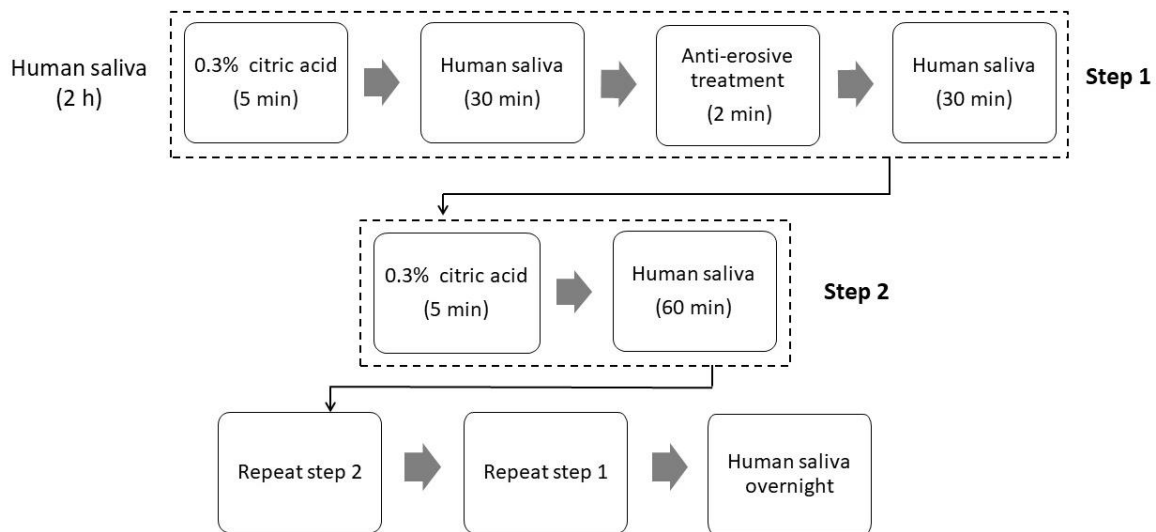 Human saliva
(2 h)
0.3% citric acid
(5 min)
Human saliva
(30 min)
Anti-erosive
treatment
(2 min)
Human saliva
(30 min)
Step 1
0.3% citric acid
(5 min)
Human saliva
(60 min)
Step 2
Repeat step 2
Repeat step 1
Human saliva
overnight